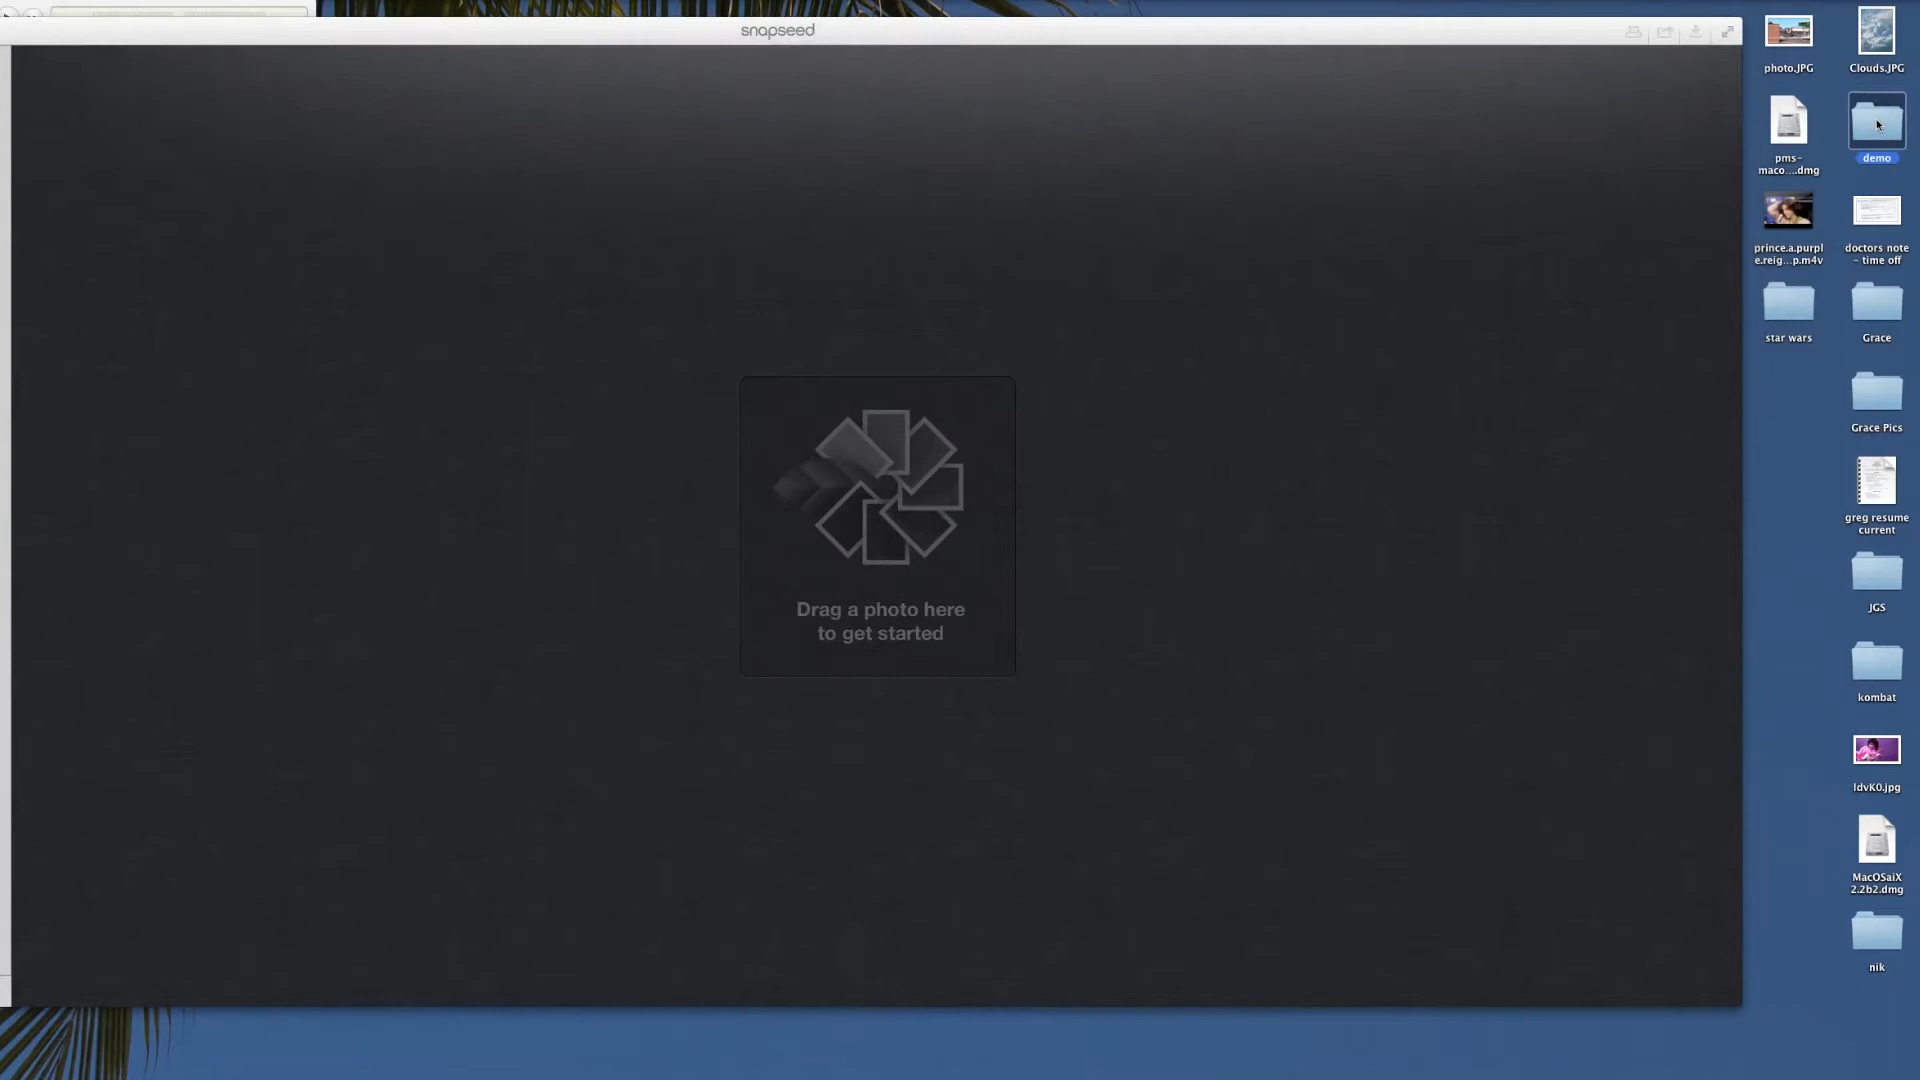 snapseed
photo.JPG
Clouds.JPG
pms-
maco....dmg
demo
prince.a.purpl
e.reig...p.m4v
doctors note
- time off
star wars
Grace
Grace Pics
greg resume
current
JGS
kombat
Drag a photo here
to get started
ldvK0.jpg
MacOSaiX
2.2b2.dmg
nik